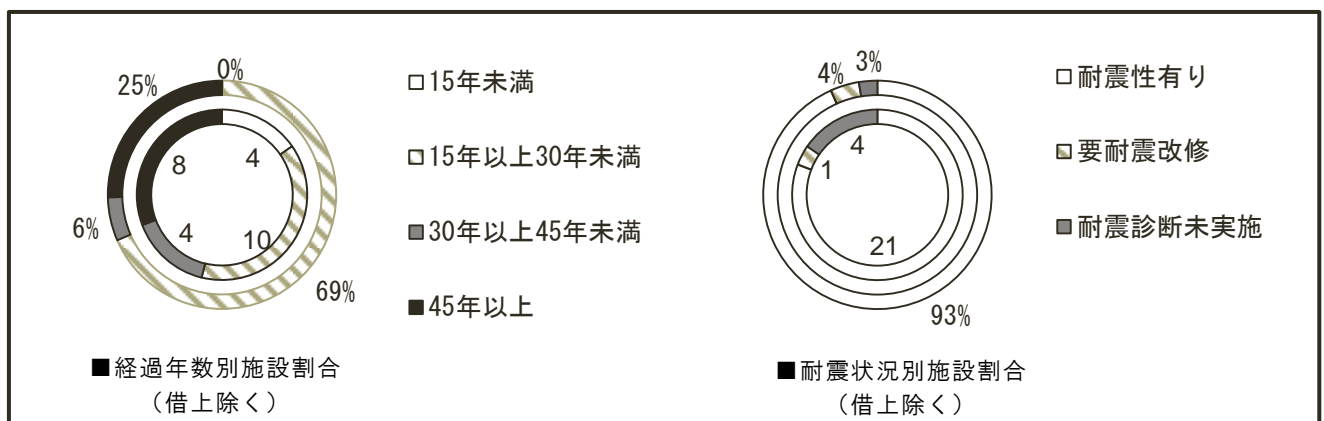 25%
0%
6%
69%
8
4
4
10
□15年未満
15年以上30年未満
■30年以上45年未満
■45年以上
■経過年数別施設割合
（借上除く）
4%
3%
93%
1
4
21
□耐震性有り
要耐震改修
■耐震診断未実施
■耐震状況別施設割合
（借上除く）